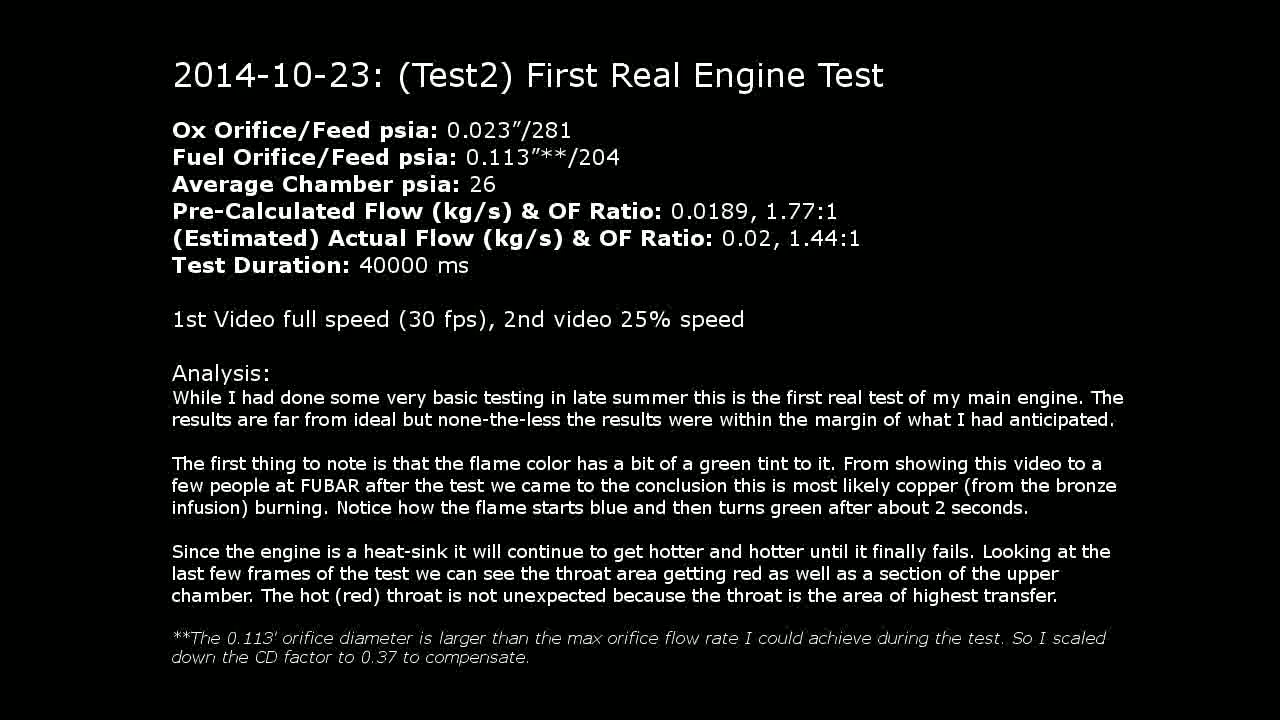 2014-10-23: (Test2) First Real Engine Test
Ox Orifice/Feed psia: 0.023”/281
Fuel Orifice/Feed psia: 0.113”**/204
Average Chamber psia: 26
Pre-Calculated Flow (kg/s) & OF Ratio: 0.0189, 1.77:1
(Estimated) Actual Flow (kg/s) & OF Ratio: 0.02, 1.44:1
Test Duration: 40000 ms
1st Video full speed (30 fps), 2nd video 25% speed
Analysis:
While I had done some very basic testing in late summer this is the first real test of my main engine. The
results are far from ideal but none-the-less the results were within the margin of what I had anticipated.
The first thing to note is that the flame color has a bit of a green tint to it. From showing this video to a
few people at FUBAR after the test we came to the conclusion this is most likely copper (from the bronze
infusion) burning. Notice how the flame starts blue and then turns green after about 2 seconds.
Since the engine is a heat-sink it will continue to get hotter and hotter until it finally fails. Looking at the
last few frames of the test we can see the throat area getting red as well as a section of the upper
chamber. The hot (red) throat is not unexpected because the throat is the area of highest transfer.
**The 0.113' orifice diameter is larger than the max orifice flow rate I could achieve during the test. So I scaled
down the CD factor to 0.37 to compensate.